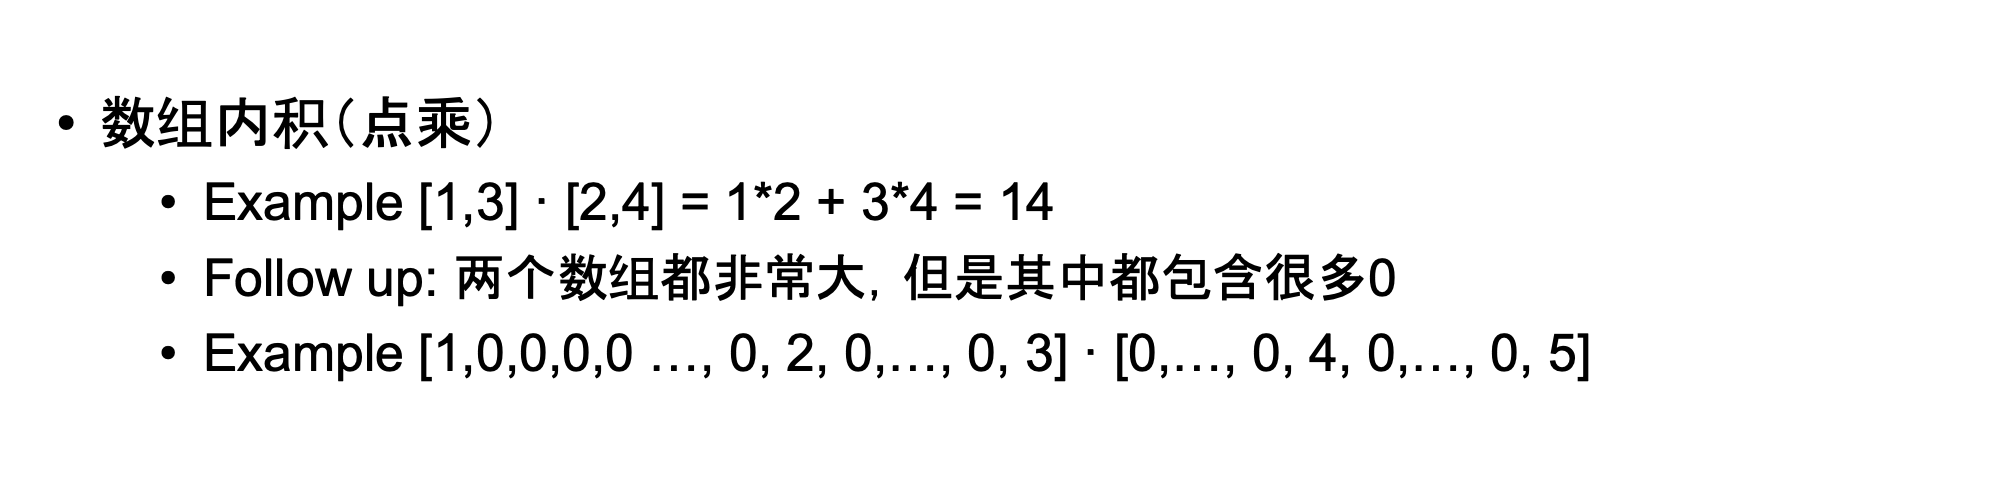 • 数组内积（点乘）
• Example [1,3] · [2,4] = 1*2 + 3*4 = 14
• Follow up: 两个数组都非常大，但是其中都包含很多0
• Example [1,0,0,0,0 …, 0, 2, 0,…, 0, 3] · [0,…, 0, 4, 0,…, 0, 5]